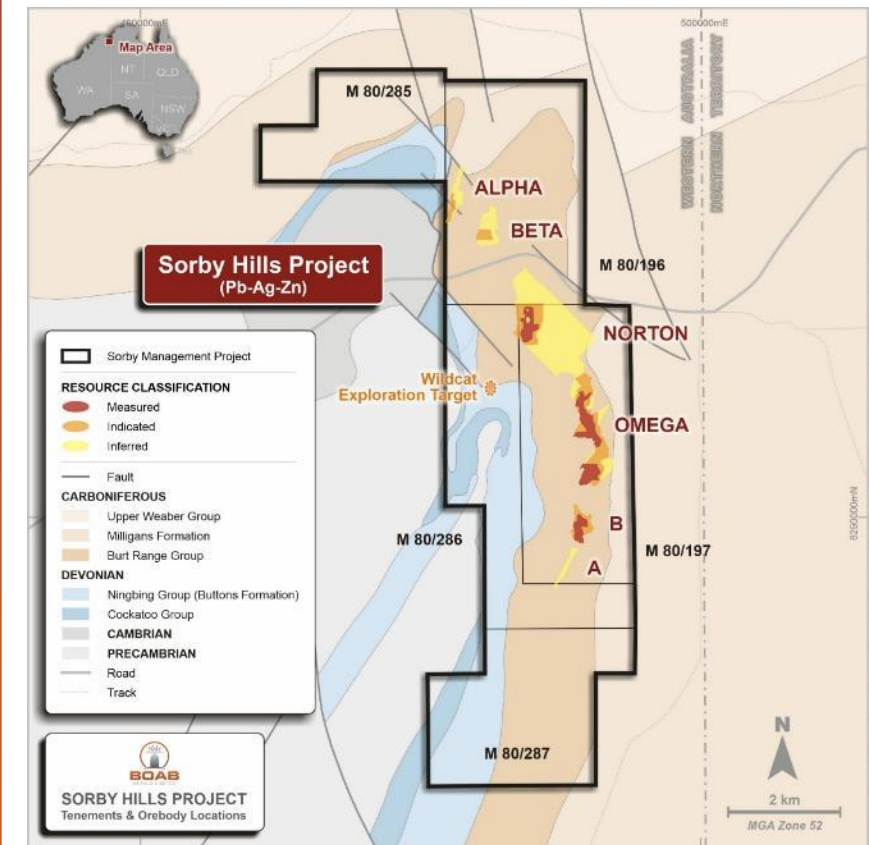 460000mE
500000mE
Map Area
NT
QLD
WA
SA
NSW
WESTERN AUSTRALIA
NORTHERN TERRITORY
M 80/285
ALPHA
BETA
Sorby Hills Project
(Pb-Ag-Zn)
M 80/196
NORTON
Wildcat
Exploration Target
OMEGA
B
A
M 80/286
M 80/197
8290000mN
M 80/287
Sorby Management Project
RESOURCE CLASSIFICATION
Measured
Indicated
Inferred
Fault
CARBONIFEROUS
Upper Weaber Group
Milligans Formation
Burt Range Group
DEVONIAN
Ningbing Group (Buttons Formation)
Cockatoo Group
CAMBRIAN
PRECAMBRIAN
Road
Track
BOAB
SORBY HILLS PROJECT
Tenements & Orebody Locations
N
2 km
MGA Zone 52